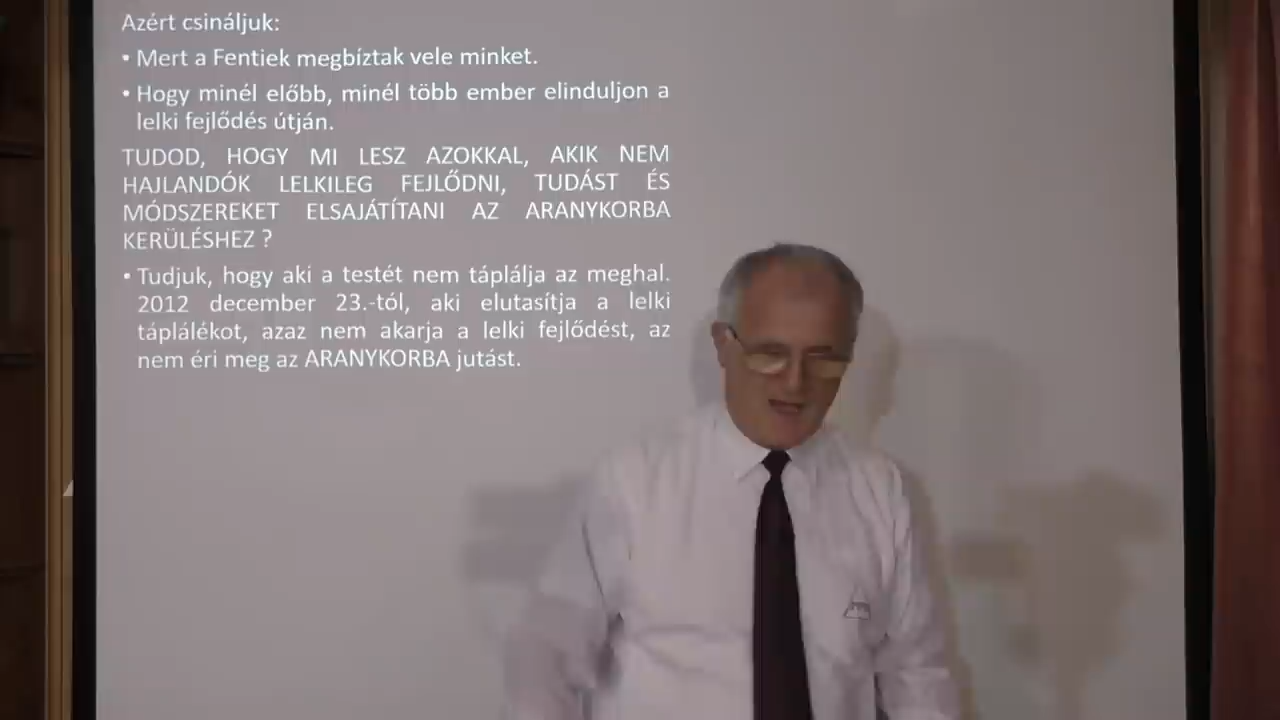 Azért csináljuk:
• Mert a Fentiek megbíztak vele minket.
• Hogy minél előbb, minél több ember elinduljon a
lelki fejlődés útján.
TUDOD, HOGY MI LESZ AZOKKAL, AKIK NEM
HAJLANDÓK LELKILEG FEJLŐDNI, TUDÁST ÉS
MÓDSZEREKET ELSAJÁTÍTANI AZ ARANYKORBA
KERÜLÉSHEZ ?
• Tudjuk, hogy aki a testét nem táplálja az meghal.
2012 december 23.-tól, aki elutasítja a lelki
táplálékot, azaz nem akarja a lelki fejlődést, az
nem éri meg az ARANYKORBA jutást.